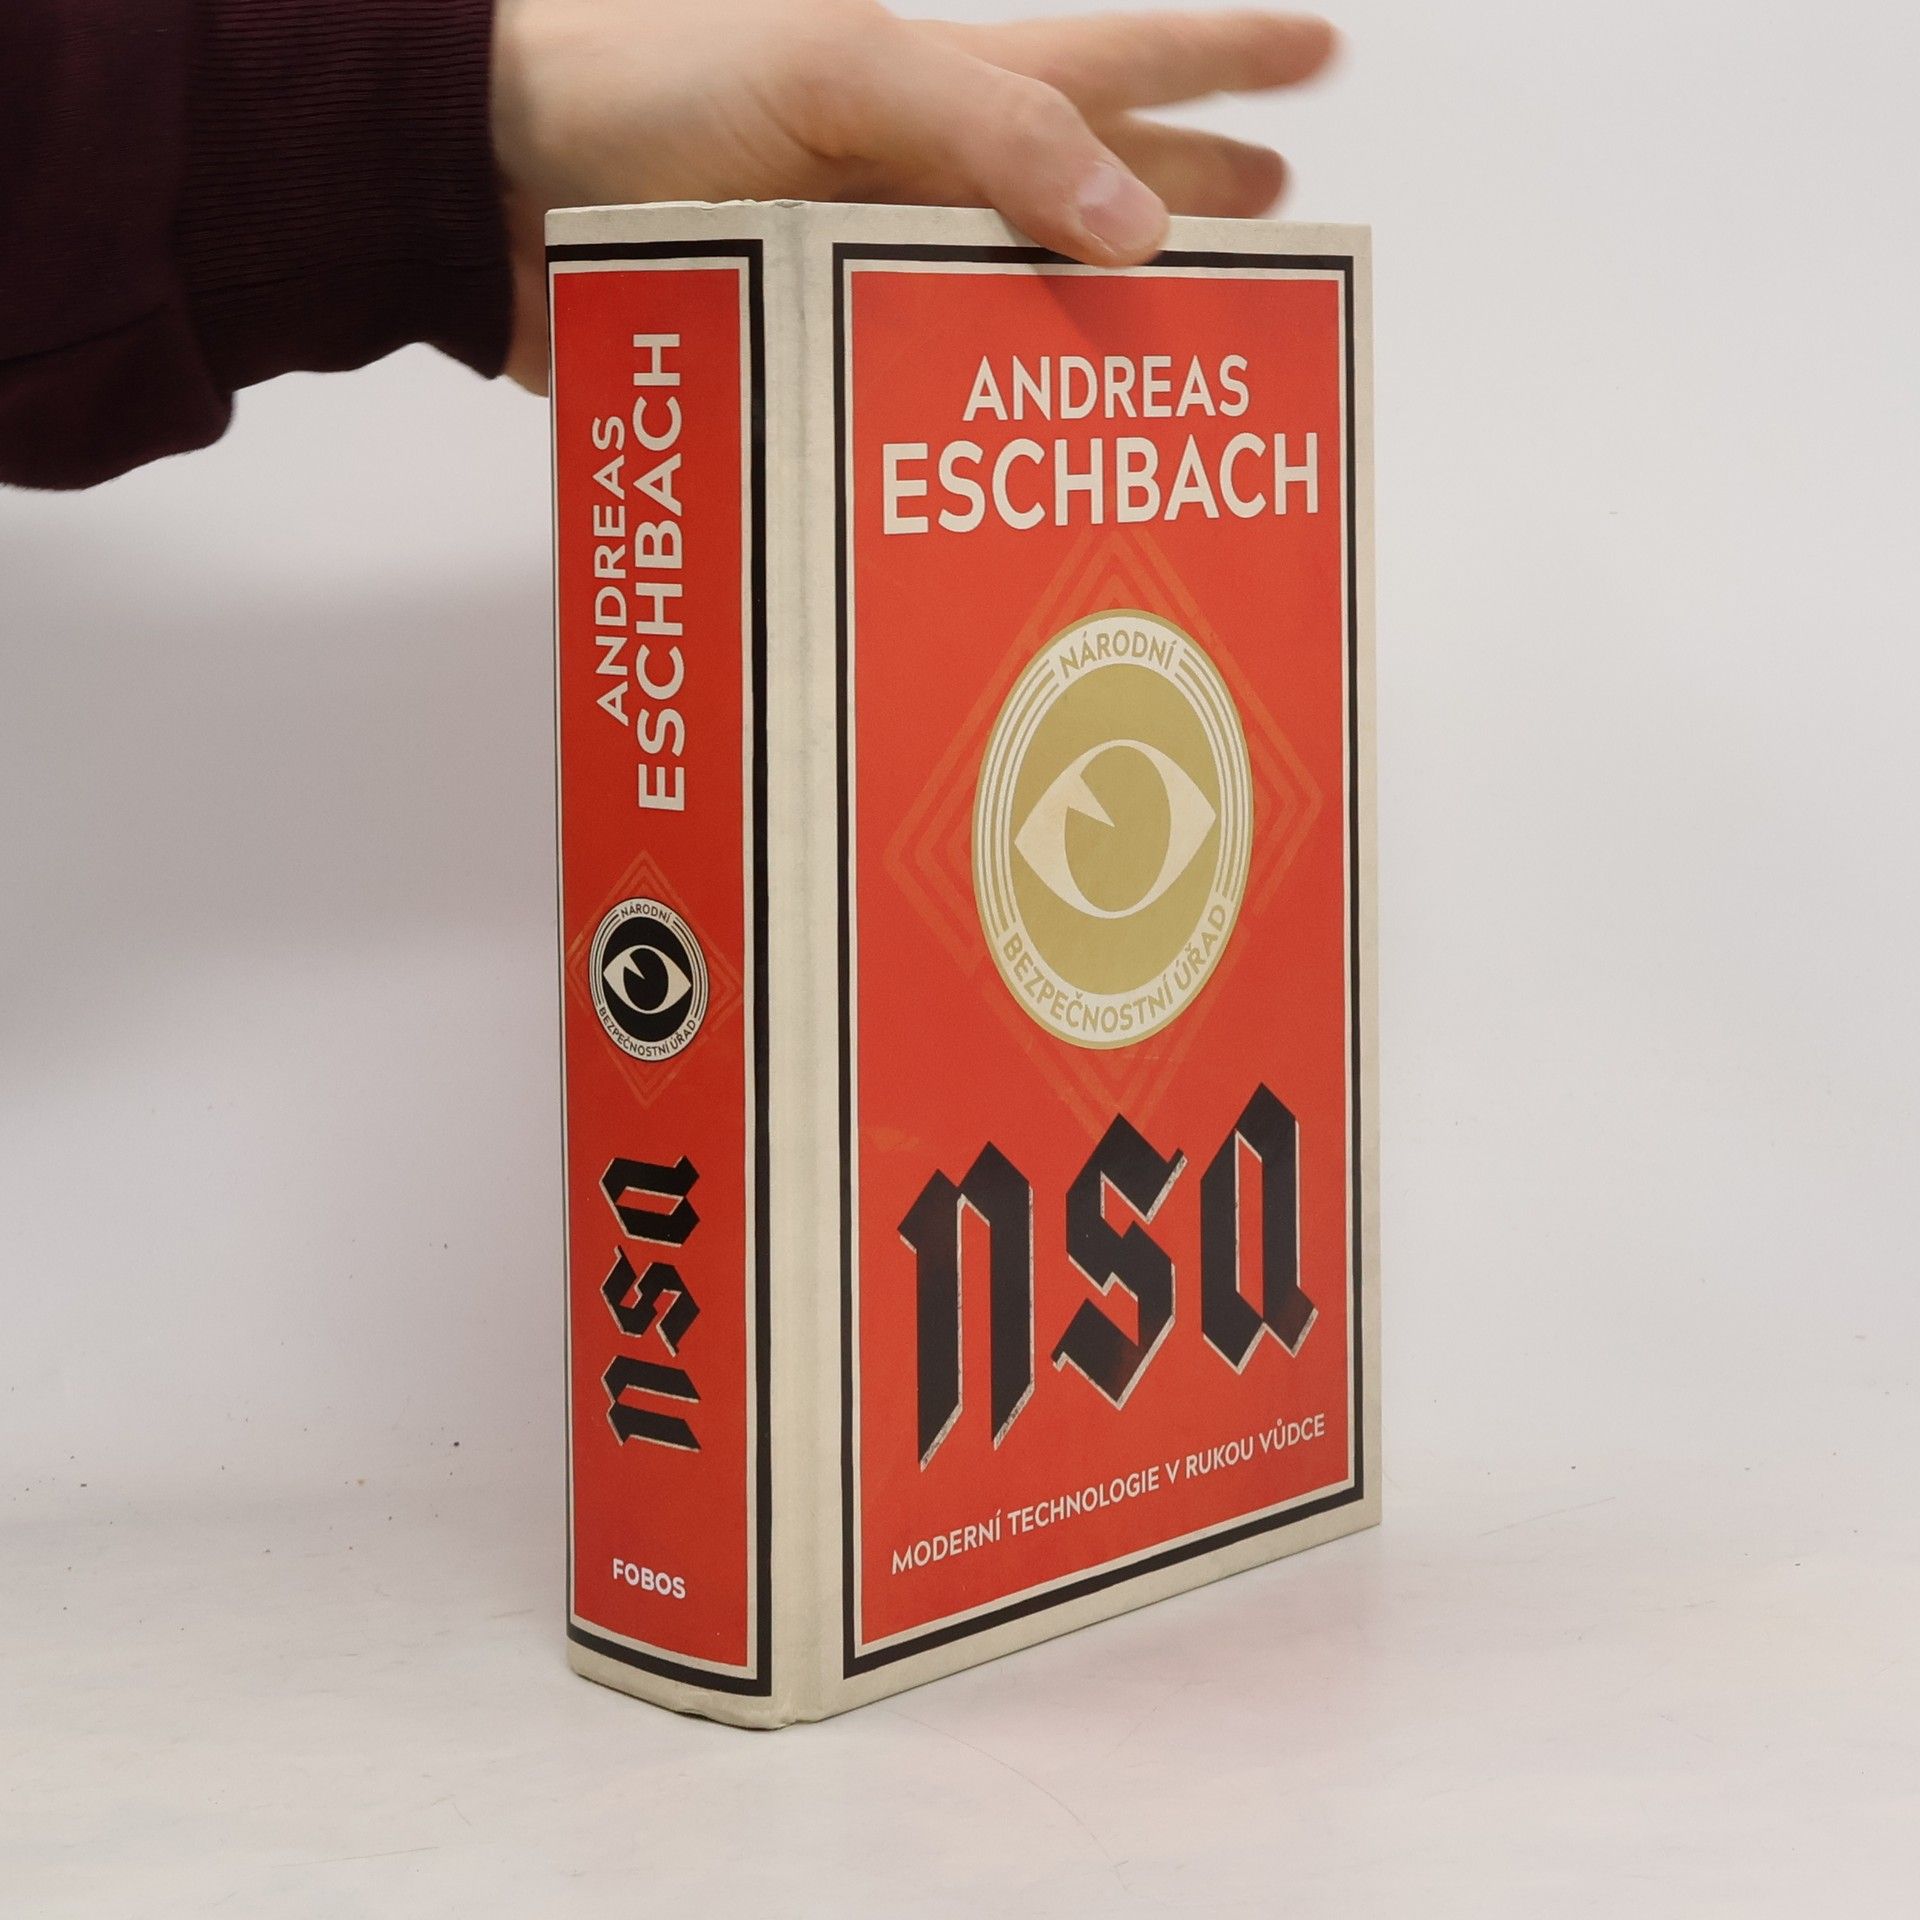 ANDREAS
ESCHBACH
NÁRODNÍ
BEZPEČNOSTNÍ ÚŘAD
nsa
FOBOS
ANDREAS
ESCHBACH
NÁRODNÍ
BEZPEČNOSTNÍ ÚŘAD
nsa
MODERNÍ TECHNOLOGIE V RUKOU VŮDCE